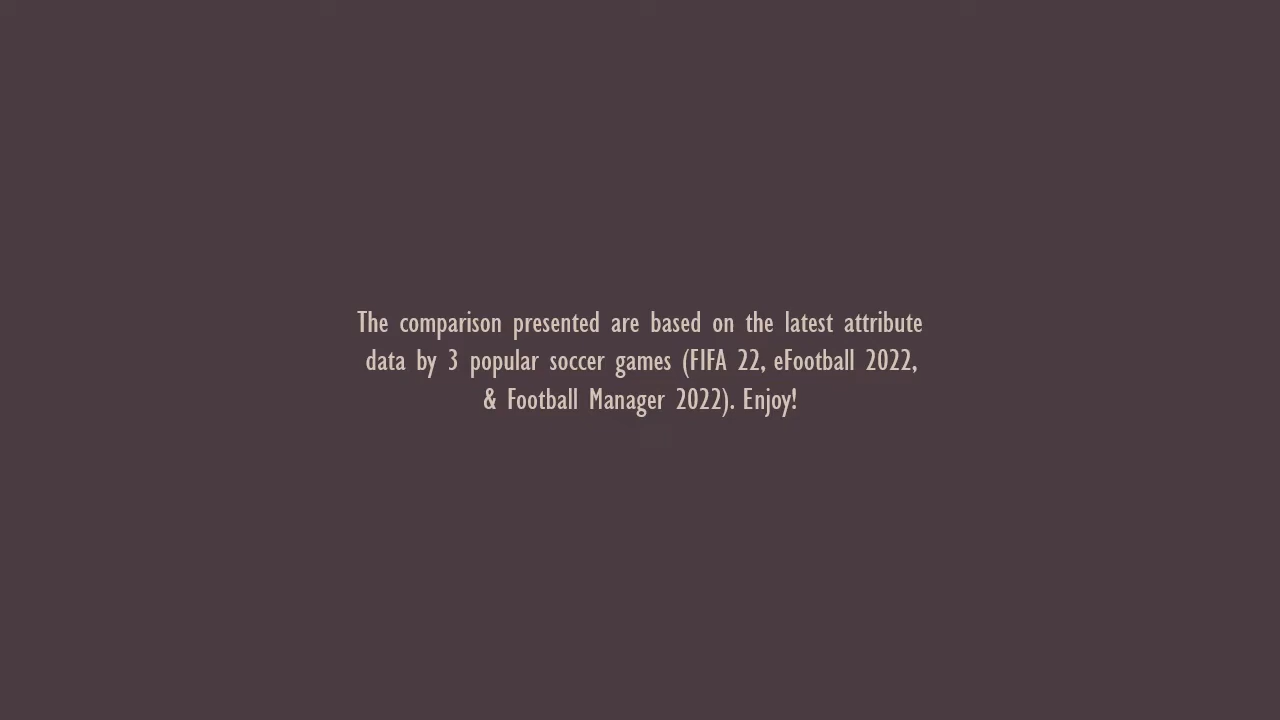 The comparison presented are based on the latest attribute
data by 3 popular soccer games (FIFA 22, eFootball 2022,
& Football Manager 2022). Enjoy!